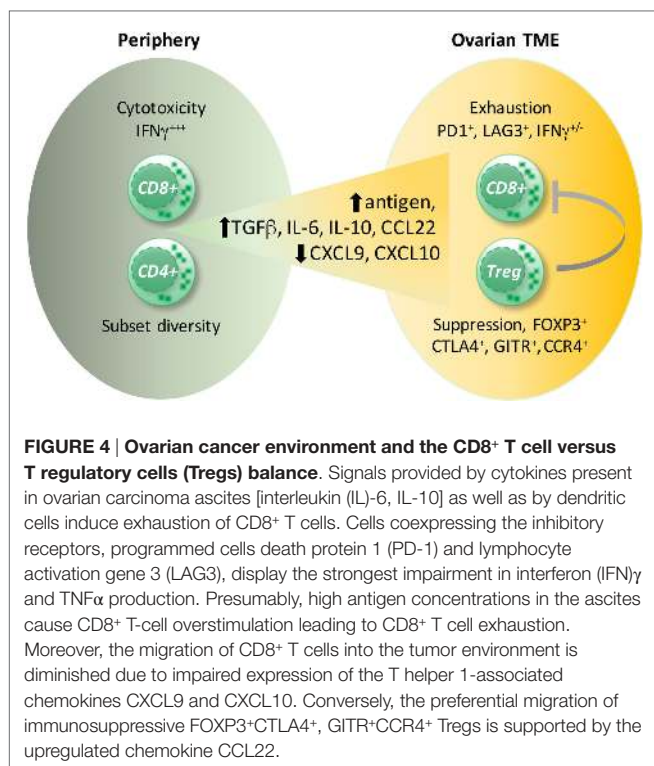 Periphery
Ovarian TME
Cytotoxicity
IFNγ⁺⁺⁺
CD8+
CD4+
Subset diversity
⬆antigen,
⬆TGFβ, IL-6, IL-10, CCL22
⬇CXCL9, CXCL10
Exhaustion
PD1⁺, LAG3⁺, IFNγ⁺/⁻
CD8+
Treg
Suppression, FOXP3⁺
CTLA4⁺, GITR⁺, CCR4⁺
FIGURE 4 | Ovarian cancer environment and the CD8⁺ T cell versus
T regulatory cells (Tregs) balance. Signals provided by cytokines present
in ovarian carcinoma ascites [interleukin (IL)-6, IL-10] as well as by dendritic
cells induce exhaustion of CD8⁺ T cells. Cells coexpressing the inhibitory
receptors, programmed cells death protein 1 (PD-1) and lymphocyte
activation gene 3 (LAG3), display the strongest impairment in interferon (IFN)γ
and TNFα production. Presumably, high antigen concentrations in the ascites
cause CD8⁺ T-cell overstimulation leading to CD8⁺ T cell exhaustion.
Moreover, the migration of CD8⁺ T cells into the tumor environment is
diminished due to impaired expression of the T helper 1-associated
chemokines CXCL9 and CXCL10. Conversely, the preferential migration of
immunosuppressive FOXP3⁺CTLA4⁺, GITR⁺CCR4⁺ Tregs is supported by the
upregulated chemokine CCL22.